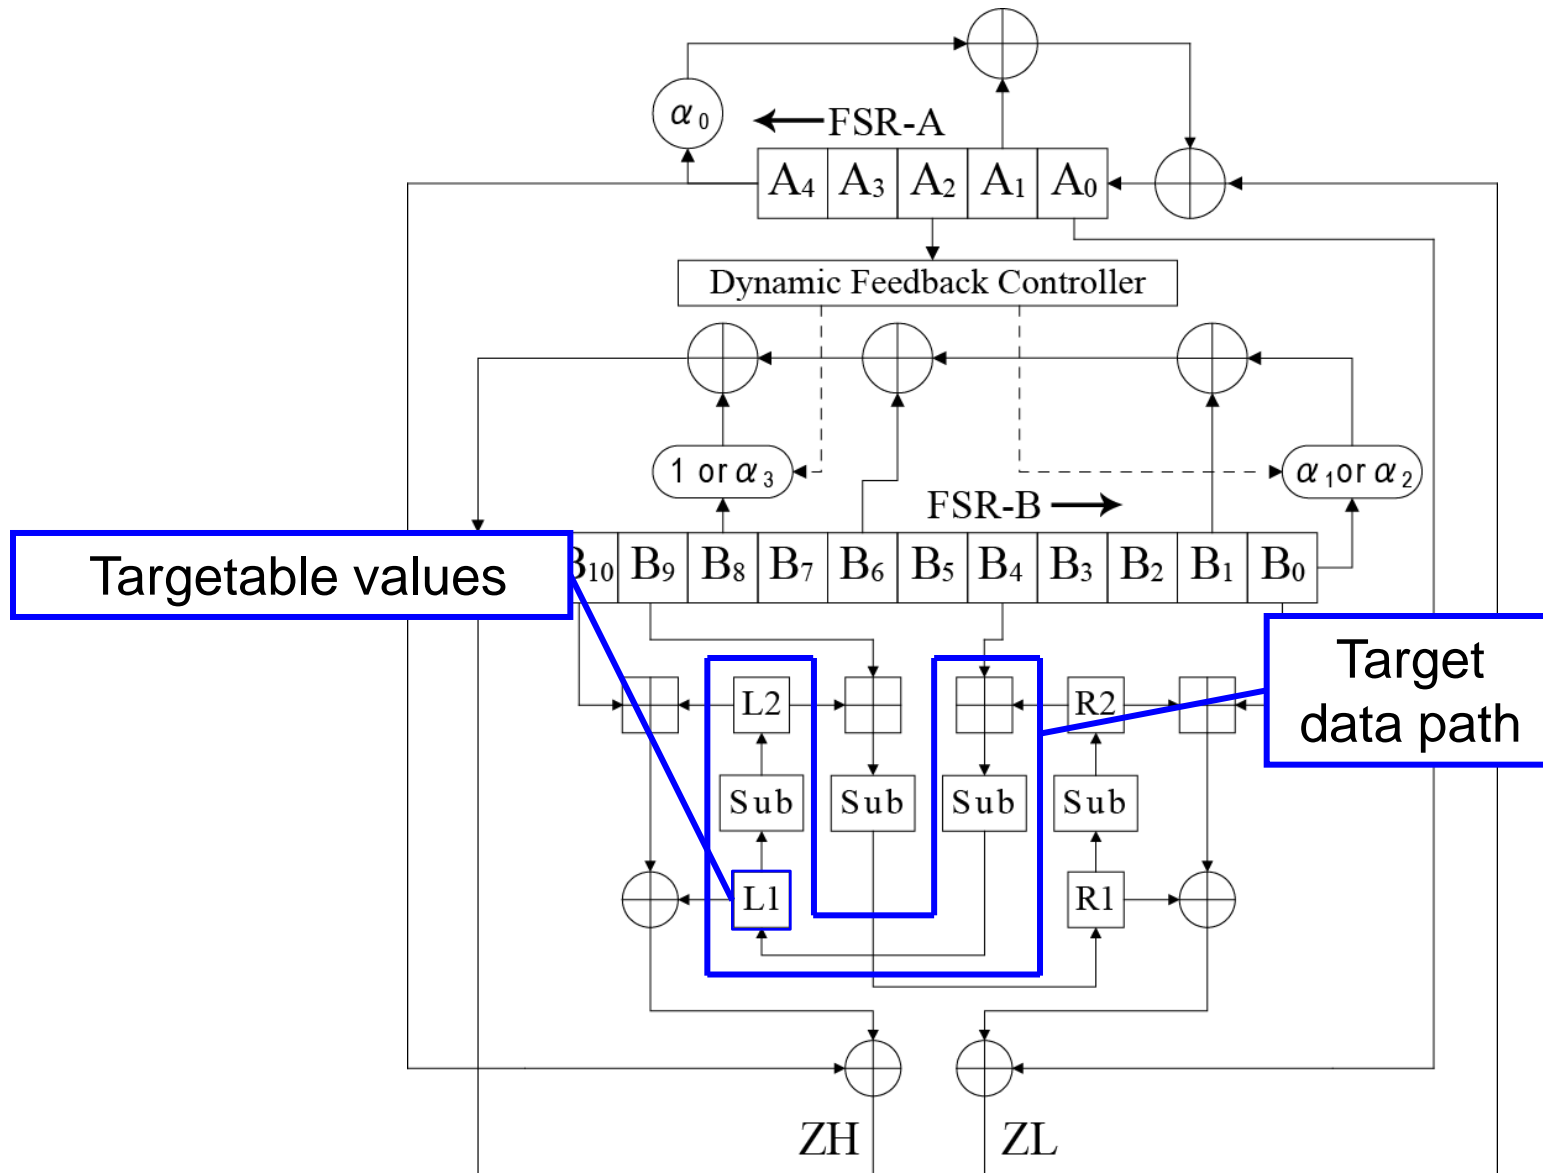 α0
FSR-A
A4 A3 A2 A1 A0
Dynamic Feedback Controller
1 or α3
α1or α2
FSR-B
Targetable values
B10 B9 B8 B7 B6 B5 B4 B3 B2 B1 B0
Target
data path
L2
R2
Sub Sub Sub Sub
L1
R1
ZH ZL